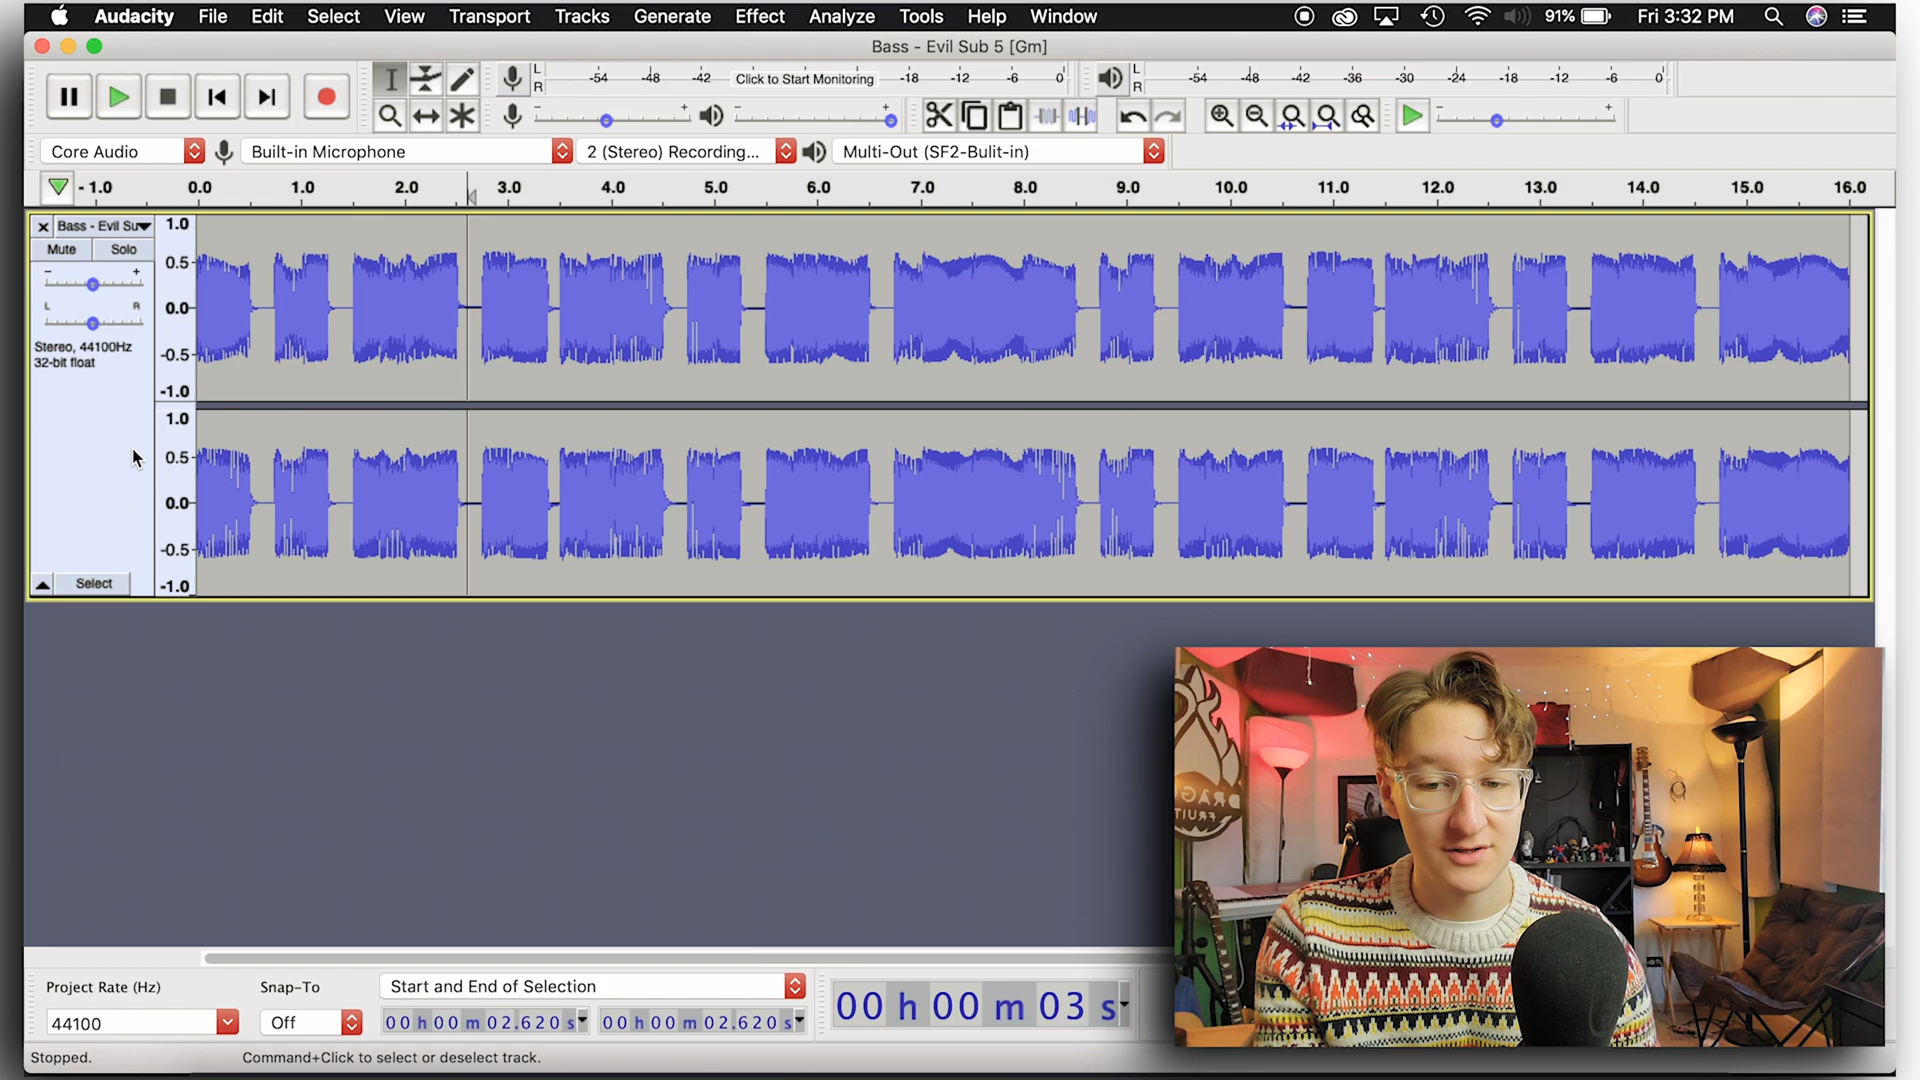 Audacity File Edit Select View Transport Tracks Generate Effect Analyze Tools Help Window 91% Fri 3:32 PM
Bass - Evil Sub 5 [Gm]
L R -54 -48 -42 Click to Start Monitoring -18 -12 -6 0 L R -54 -48 -42 -36 -30 -24 -18 -12 -6 0
- + - + - +
Core Audio Built-in Microphone 2 (Stereo) Recording... Multi-Out (SF2-Bulit-in)
- 1.0 0.0 1.0 2.0 3.0 4.0 5.0 6.0 7.0 8.0 9.0 10.0 11.0 12.0 13.0 14.0 15.0 16.0
Bass - Evil Su
Mute Solo
- +
L R
Stereo, 44100Hz
32-bit float
Select
1.0
0.5
0.0
-0.5
-1.0
1.0
0.5
0.0
-0.5
-1.0
Project Rate (Hz) Snap-To Start and End of Selection
44100 Off 00 h 00 m 02.620 s 00 h 00 m 02.620 s 00 h 00 m 03 s
Stopped. Command+Click to select or deselect track.